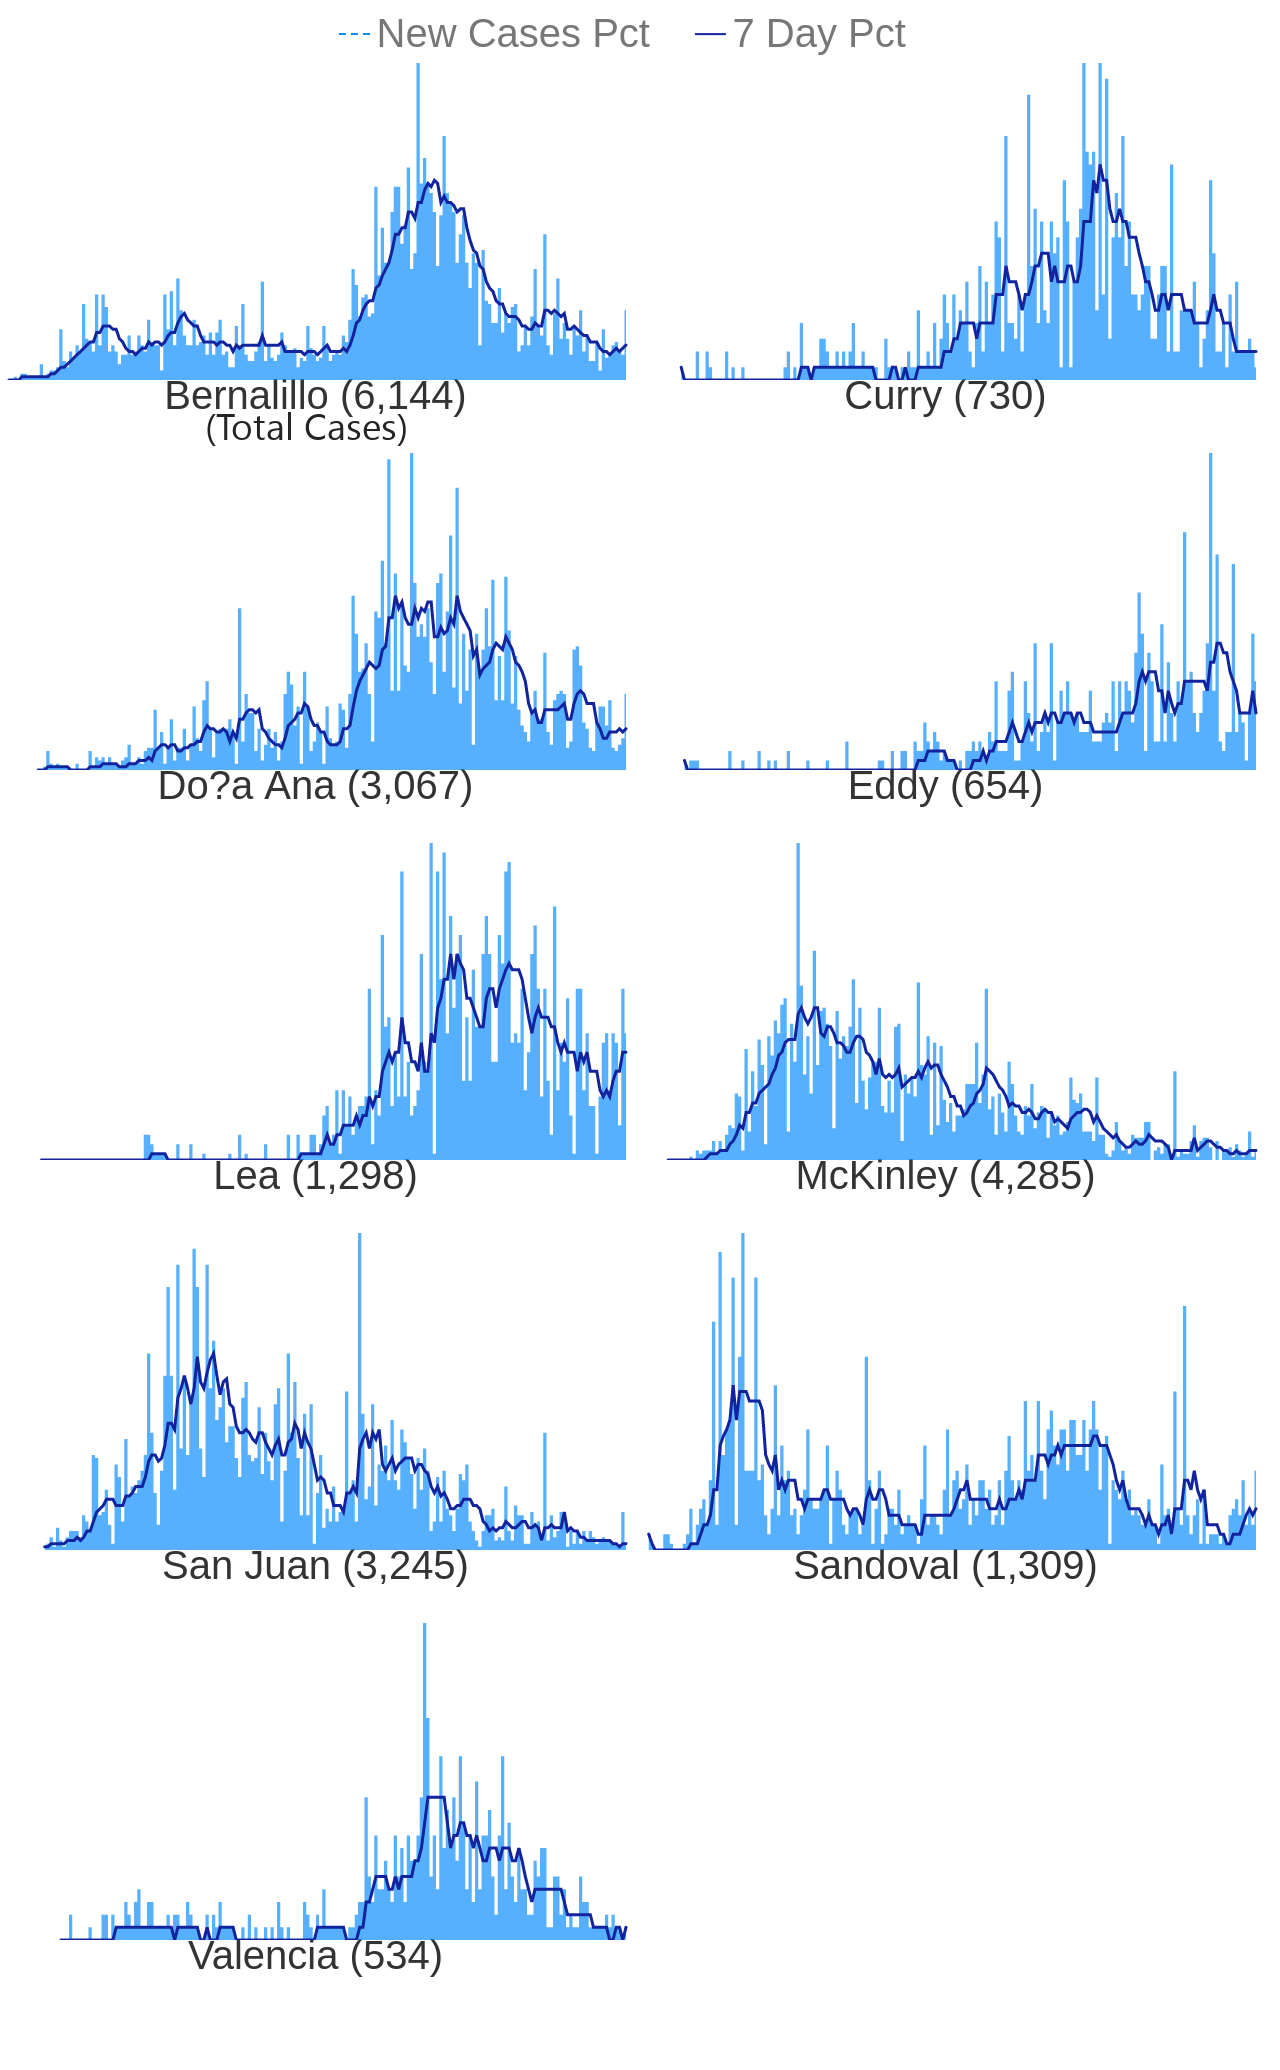 New Cases Pct 7 Day Pct
Bernalillo (6,144)
(Total Cases)
Curry (730)
Do?a Ana (3,067)
Eddy (654)
Lea (1,298)
McKinley (4,285)
San Juan (3,245)
Sandoval (1,309)
Valencia (534)